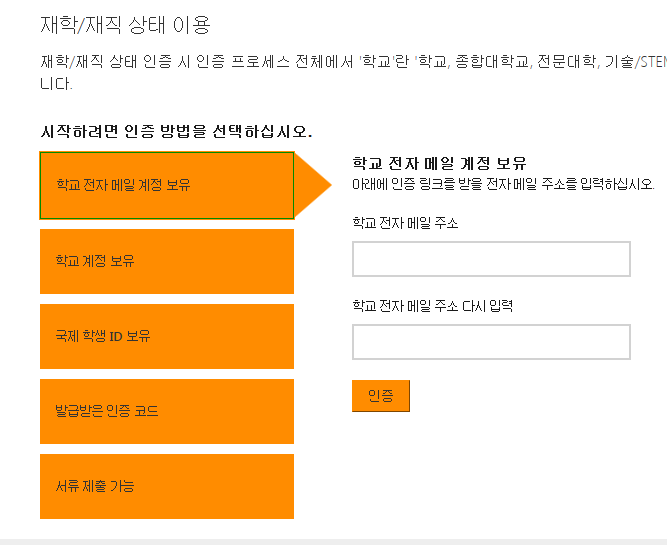 재학/재직 상태 이용
재학/재직 상태 인증 시 인증 프로세스 전체에서 '학교'란 '학교, 종합대학교, 전문대학, 기술/STEM
니다.
시작하려면 인증 방법을 선택하십시오.
학교 전자 메일 계정 보유
학교 계정 보유
국제 학생 ID 보유
발급받은 인증 코드
서류 제출 가능
학교 전자 메일 계정 보유
아래에 인증 링크를 받을 전자 메일 주소을 입력하십시오.
학교 전자 메일 주소
학교 전자 메일 주소 다시 입력
인증